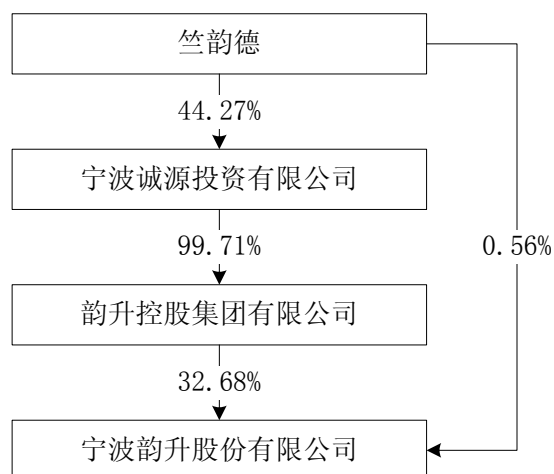 竺韵德
44.27%
宁波诚源投资有限公司
99.71%
0.56%
韵升控股集团有限公司
32.68%
宁波韵升股份有限公司